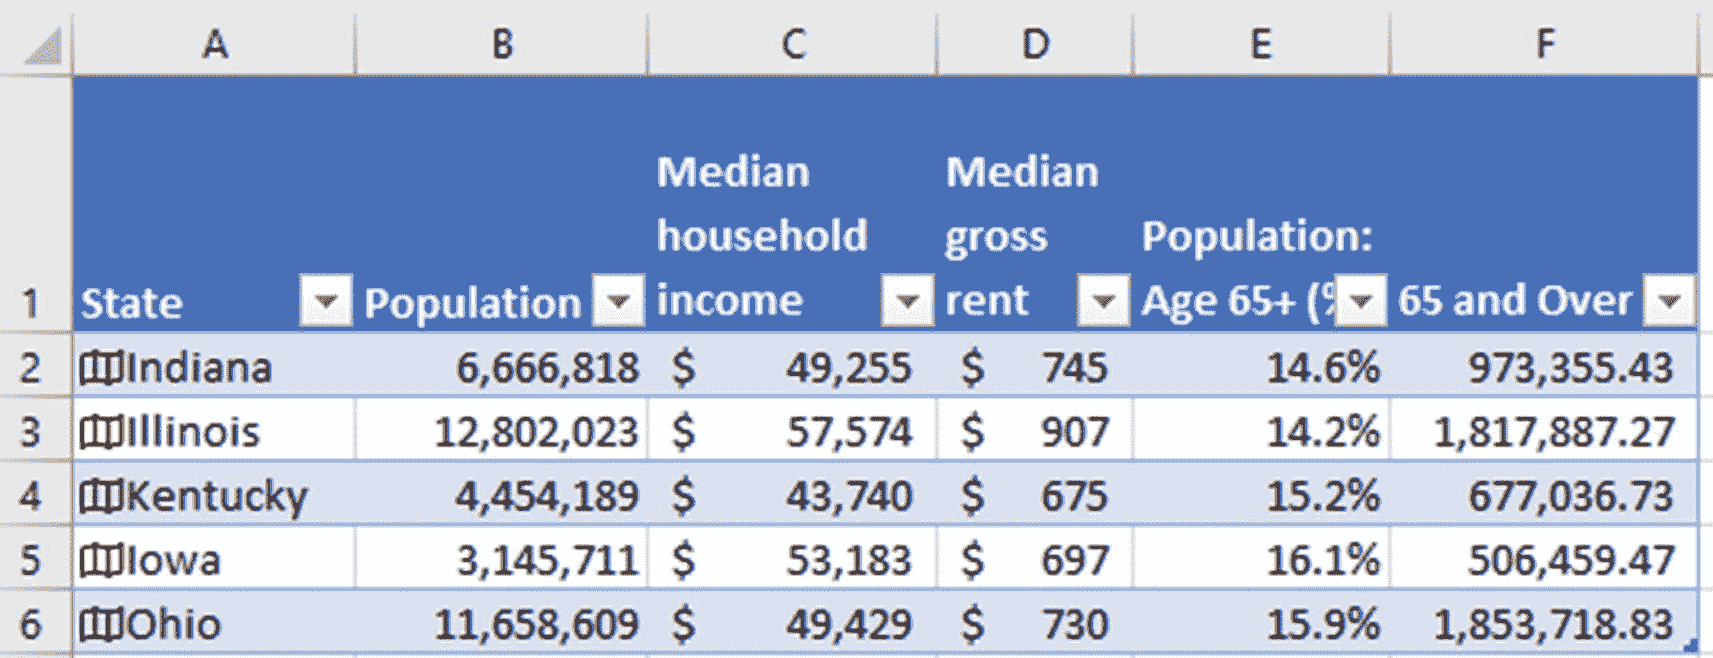 A B C D E F
1 State Population Median household income Median gross rent Population: Age 65+ (% 65 and Over
2 Indiana 6,666,818 $ 49,255 $ 745 14.6% 973,355.43
3 Illinois 12,802,023 $ 57,574 $ 907 14.2% 1,817,887.27
4 Kentucky 4,454,189 $ 43,740 $ 675 15.2% 677,036.73
5 Iowa 3,145,711 $ 53,183 $ 697 16.1% 506,459.47
6 Ohio 11,658,609 $ 49,429 $ 730 15.9% 1,853,718.83